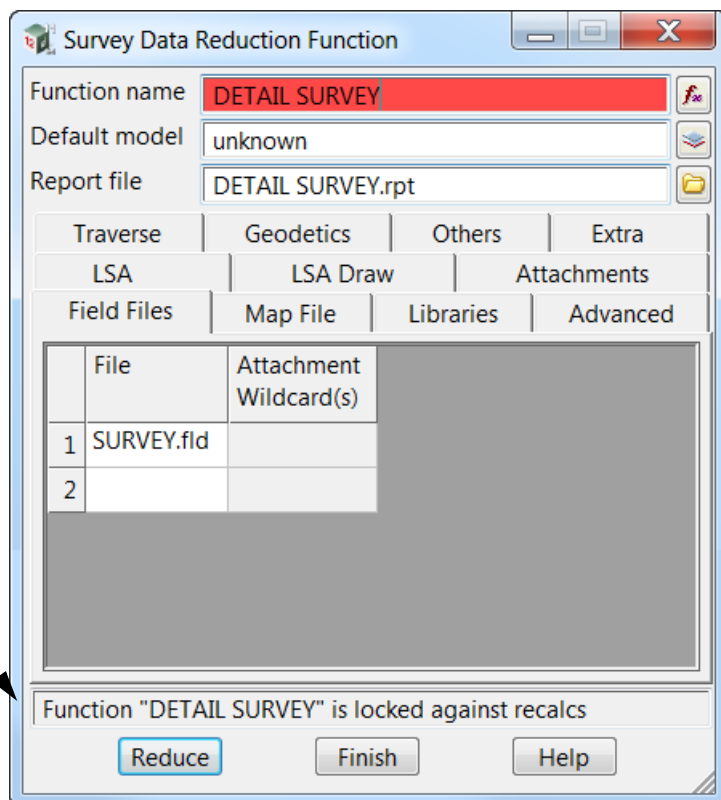 Survey Data Reduction Function
Function name DETAIL SURVEY
Default model unknown
Report file DETAIL SURVEY.rpt
Traverse Geodetics Others Extra
LSA LSA Draw Attachments
Field Files Map File Libraries Advanced
File Attachment
Wildcard(s)
1 SURVEY.fld
2
Function "DETAIL SURVEY" is locked against recalcs
Reduce Finish Help